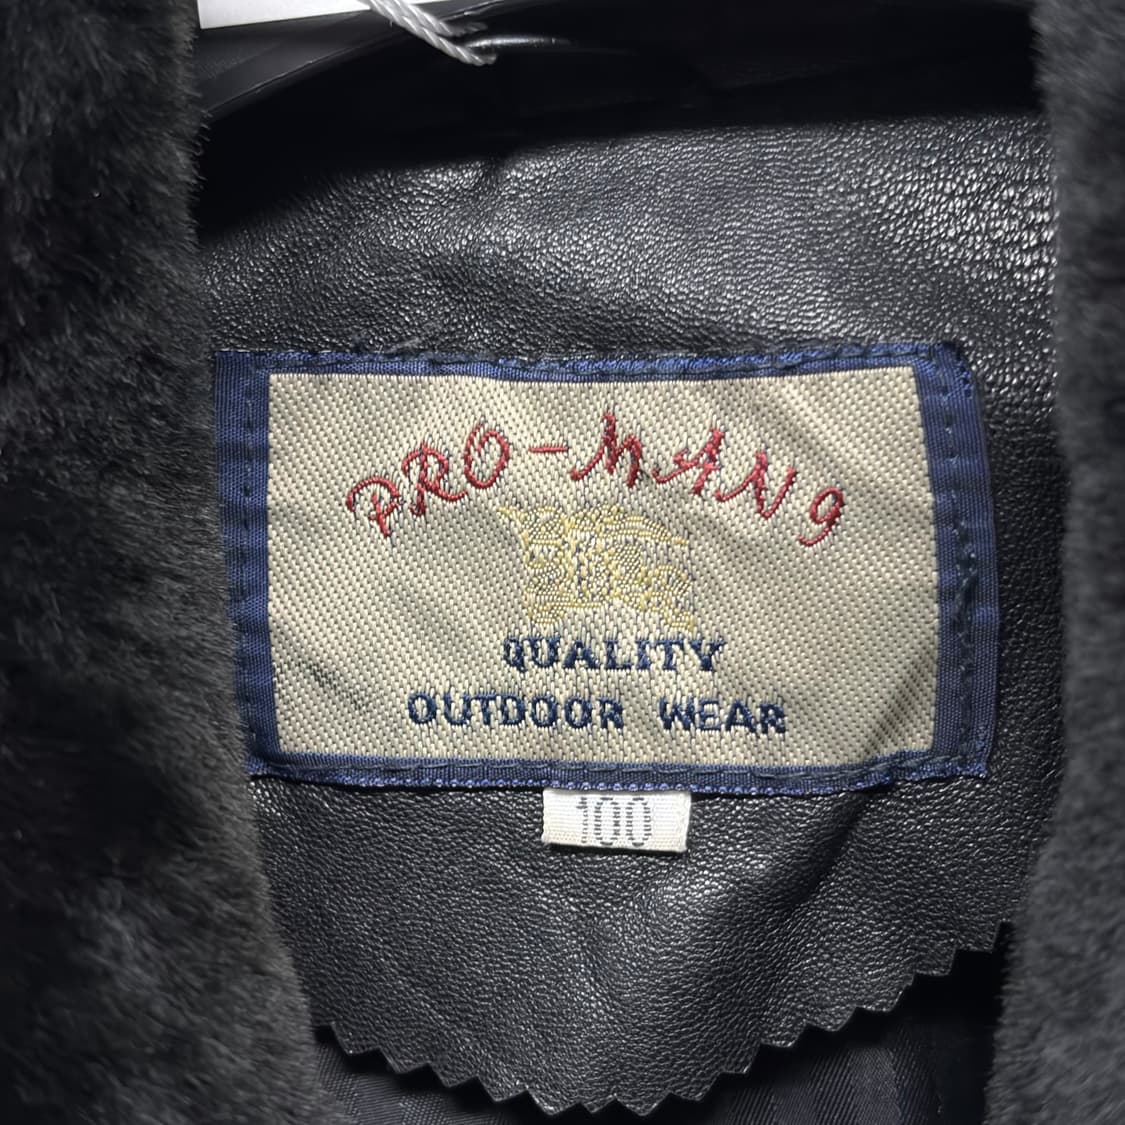 PRO-MAN9
QUALITY
OUTDOOR WEAR
100